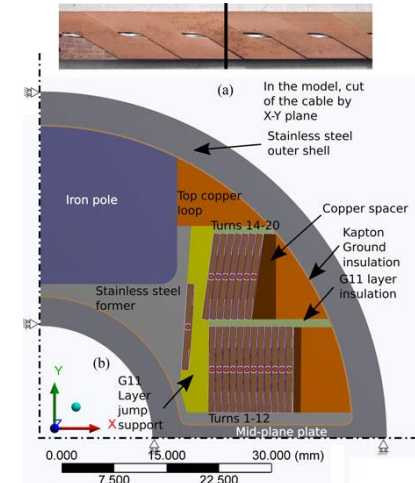 (a)
In the model, cut
of the cable by
X-Y plane
Stainless steel
outer shell
Iron pole
Top copper
loop
Copper spacer
Turns 14-20
Kapton
Ground
insulation
G11 layer
insulation
Stainless steel
former
(b)
G11
Layer
jump
support
Turns 1-12
Mid-plane plate
Y
Z
X
0.000 15.000 30.000 (mm)
7.500 22.500